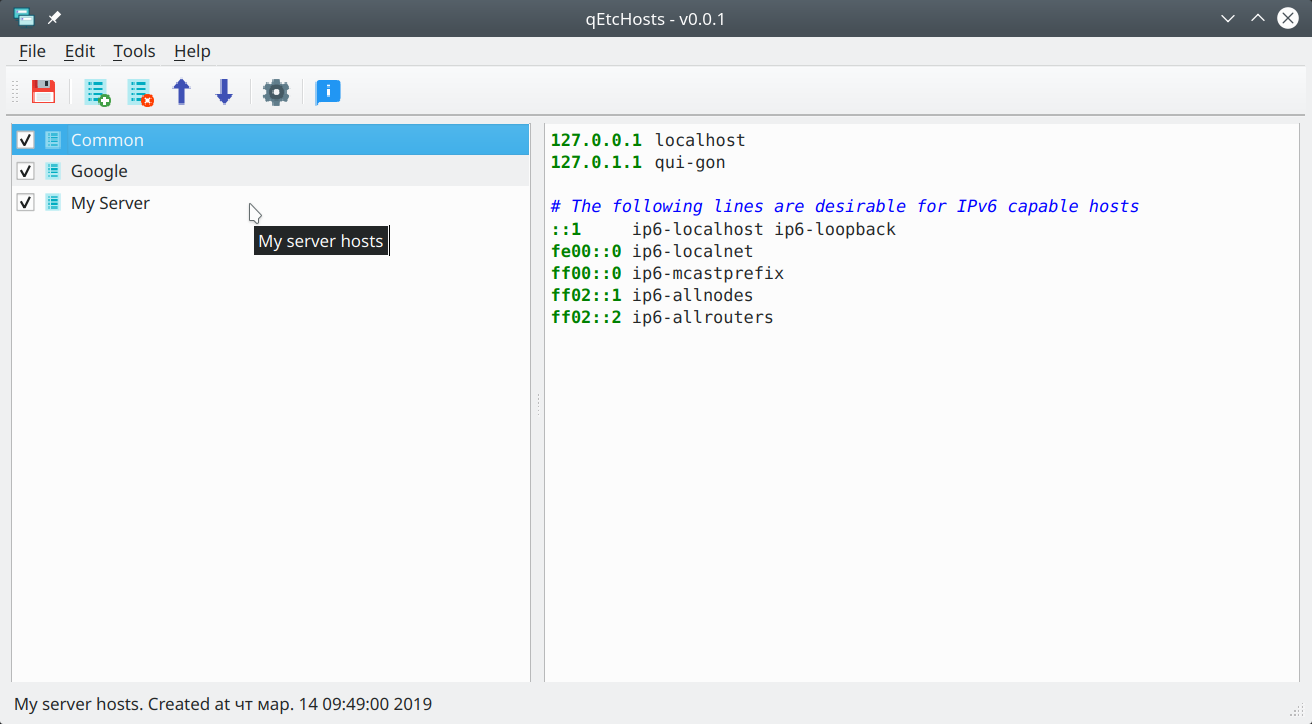 qEtcHosts - v0.0.1
File Edit Tools Help
Common
Google
My Server
My server hosts
127.0.0.1 localhost
127.0.1.1 qui-gon
# The following lines are desirable for IPv6 capable hosts
::1     ip6-localhost ip6-loopback
fe00::0 ip6-localnet
ff00::0 ip6-mcastprefix
ff02::1 ip6-allnodes
ff02::2 ip6-allrouters
My server hosts. Created at чт мар. 14 09:49:00 2019